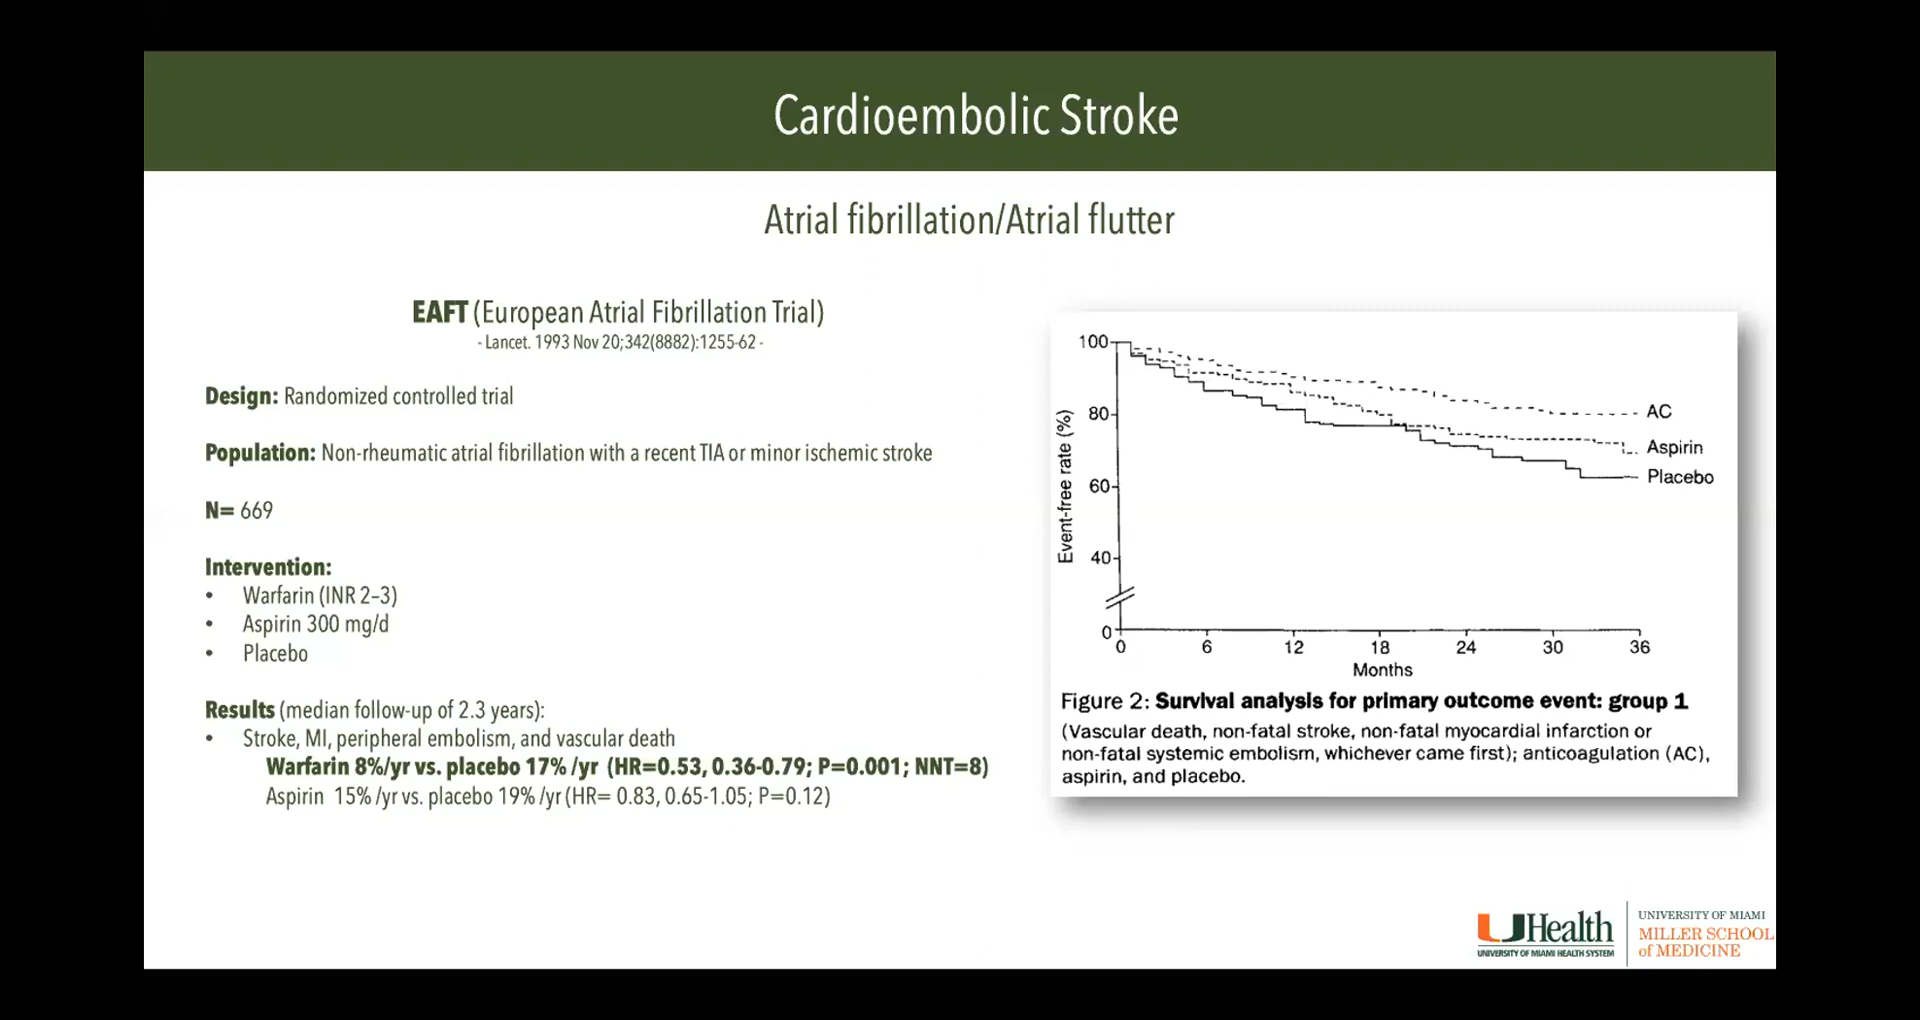 Cardioembolic Stroke
Atrial fibrillation/Atrial flutter
EAFT (European Atrial Fibrillation Trial)
- Lancet. 1993 Nov 20;342(8882):1255-62 -
Design: Randomized controlled trial
Population: Non-rheumatic atrial fibrillation with a recent TIA or minor ischemic stroke
N= 669
Intervention:
• Warfarin (INR 2–3)
• Aspirin 300 mg/d
• Placebo
Results (median follow-up of 2.3 years):
• Stroke, MI, peripheral embolism, and vascular death
Warfarin 8%/yr vs. placebo 17% /yr (HR=0.53, 0.36-0.79; P=0.001; NNT=8)
Aspirin 15% /yr vs. placebo 19% /yr (HR= 0.83, 0.65-1.05; P=0.12)
Event-free rate (%)
100
80
60
40
0
AC
Aspirin
Placebo
0 6 12 18 24 30 36
Months
Figure 2: Survival analysis for primary outcome event: group 1
(Vascular death, non-fatal stroke, non-fatal myocardial infarction or
non-fatal systemic embolism, whichever came first); anticoagulation (AC),
aspirin, and placebo.
UHealth
UNIVERSITY OF MIAMI HEALTH SYSTEM
UNIVERSITY OF MIAMI
MILLER SCHOOL
of MEDICINE